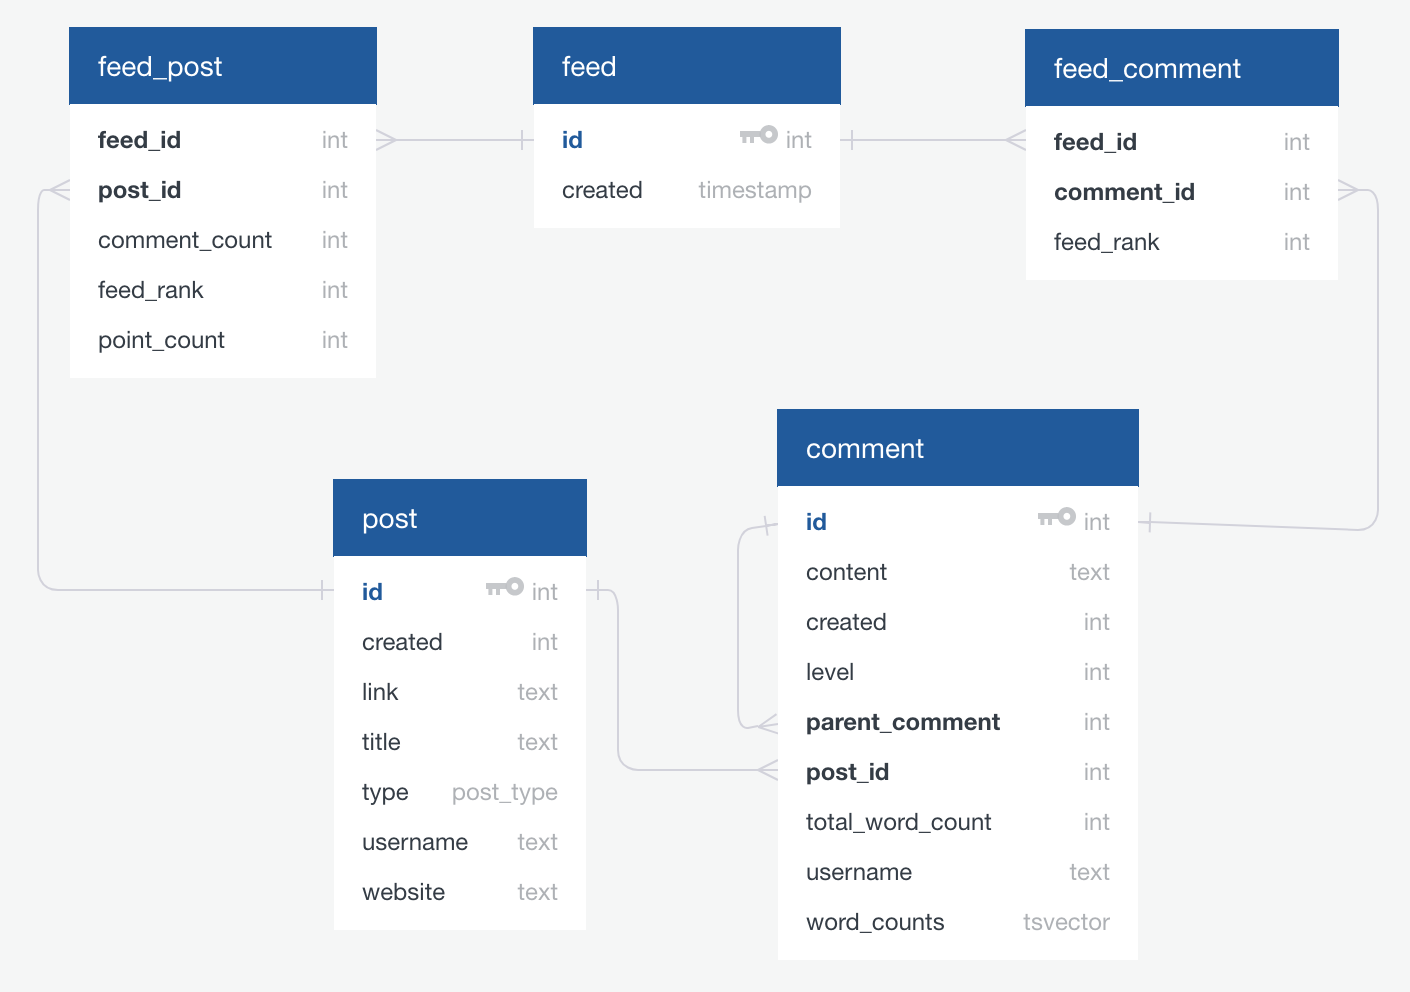 feed_post
feed_id int
post_id int
comment_count int
feed_rank int
point_count int
feed
id int
created timestamp
feed_comment
feed_id int
comment_id int
feed_rank int
post
id int
created int
link text
title text
type post_type
username text
website text
comment
id int
content text
created int
level int
parent_comment int
post_id int
total_word_count int
username text
word_counts tsvector